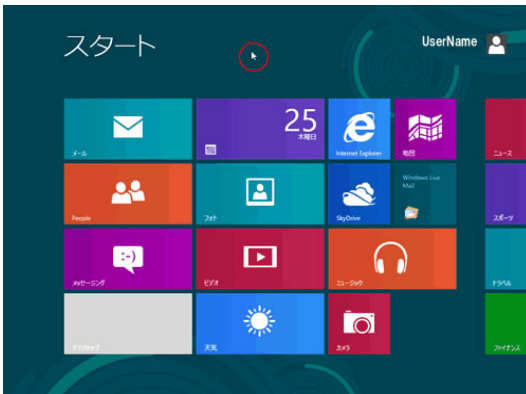 スタート
UserName
メール
25
木曜日
Internet Explorer
地図
ニュース
People
フォト
SkyDrive
Windows Live
Mail
スポーツ
メッセージング
ビデオ
ミュージック
トラベル
デスクトップ
天気
カメラ
ファイナンス